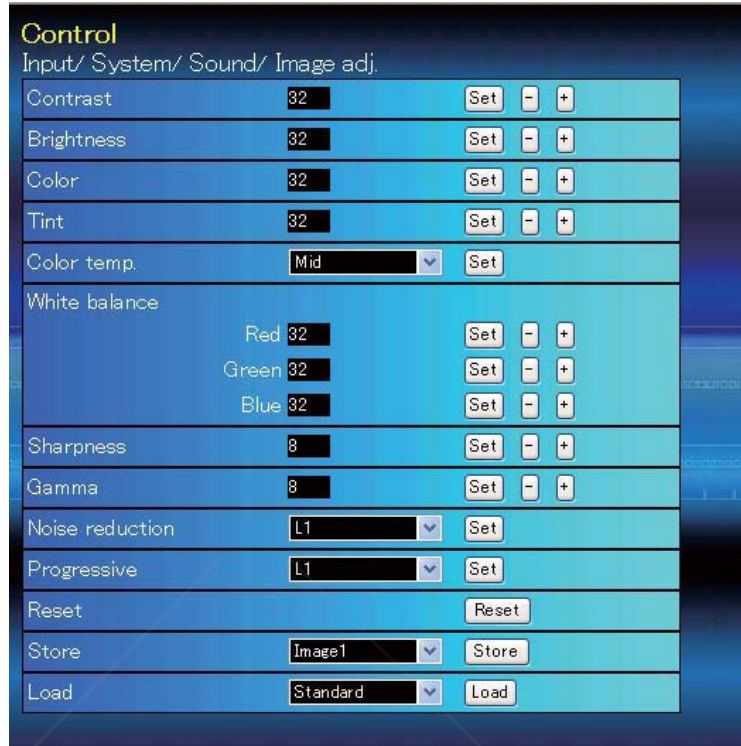 Control
Input/ System/ Sound/ Image adj.
Contrast 32 Set - +
Brightness 32 Set - +
Color 32 Set - +
Tint 32 Set - +
Color temp. Mid Set
White balance
Red 32 Set - +
Green 32 Set - +
Blue 32 Set - +
Sharpness 8 Set - +
Gamma 8 Set - +
Noise reduction L1 Set
Progressive L1 Set
Reset Reset
Store Image1 Store
Load Standard Load